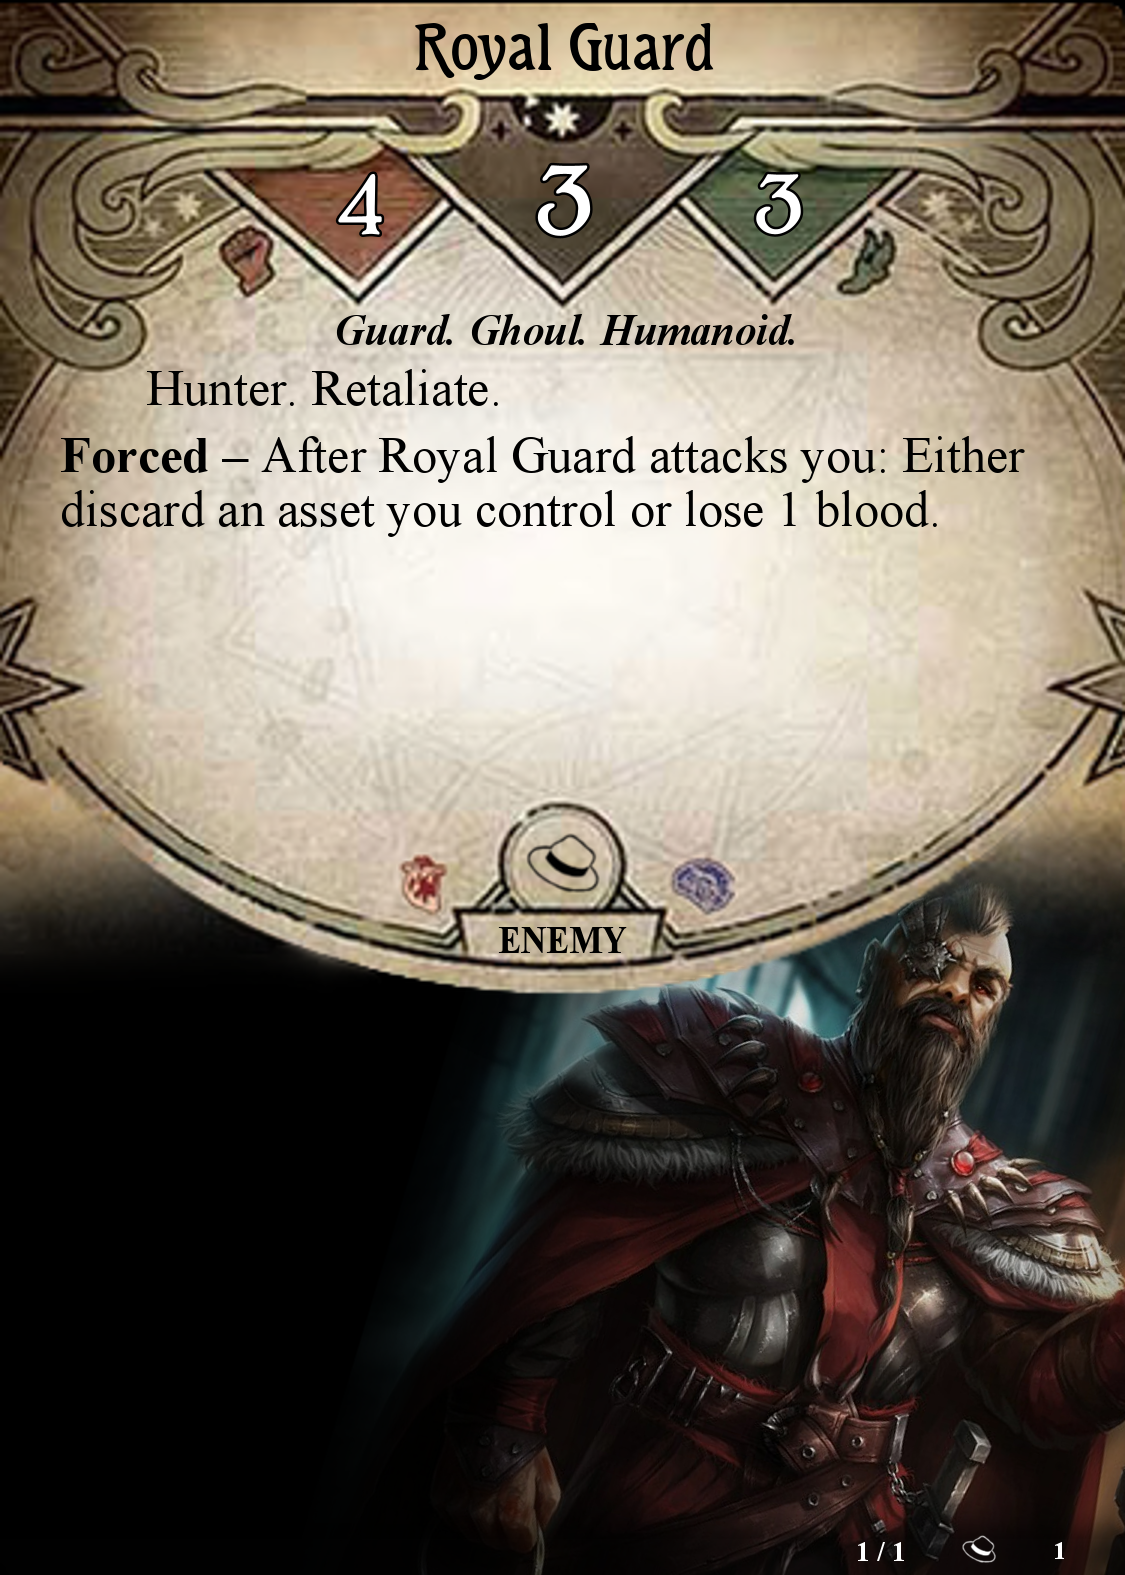 Royal Guard
4 3 3
Guard. Ghoul. Humanoid.
Hunter. Retaliate.
Forced – After Royal Guard attacks you: Either
discard an asset you control or lose 1 blood.
ENEMY
1 / 1 1